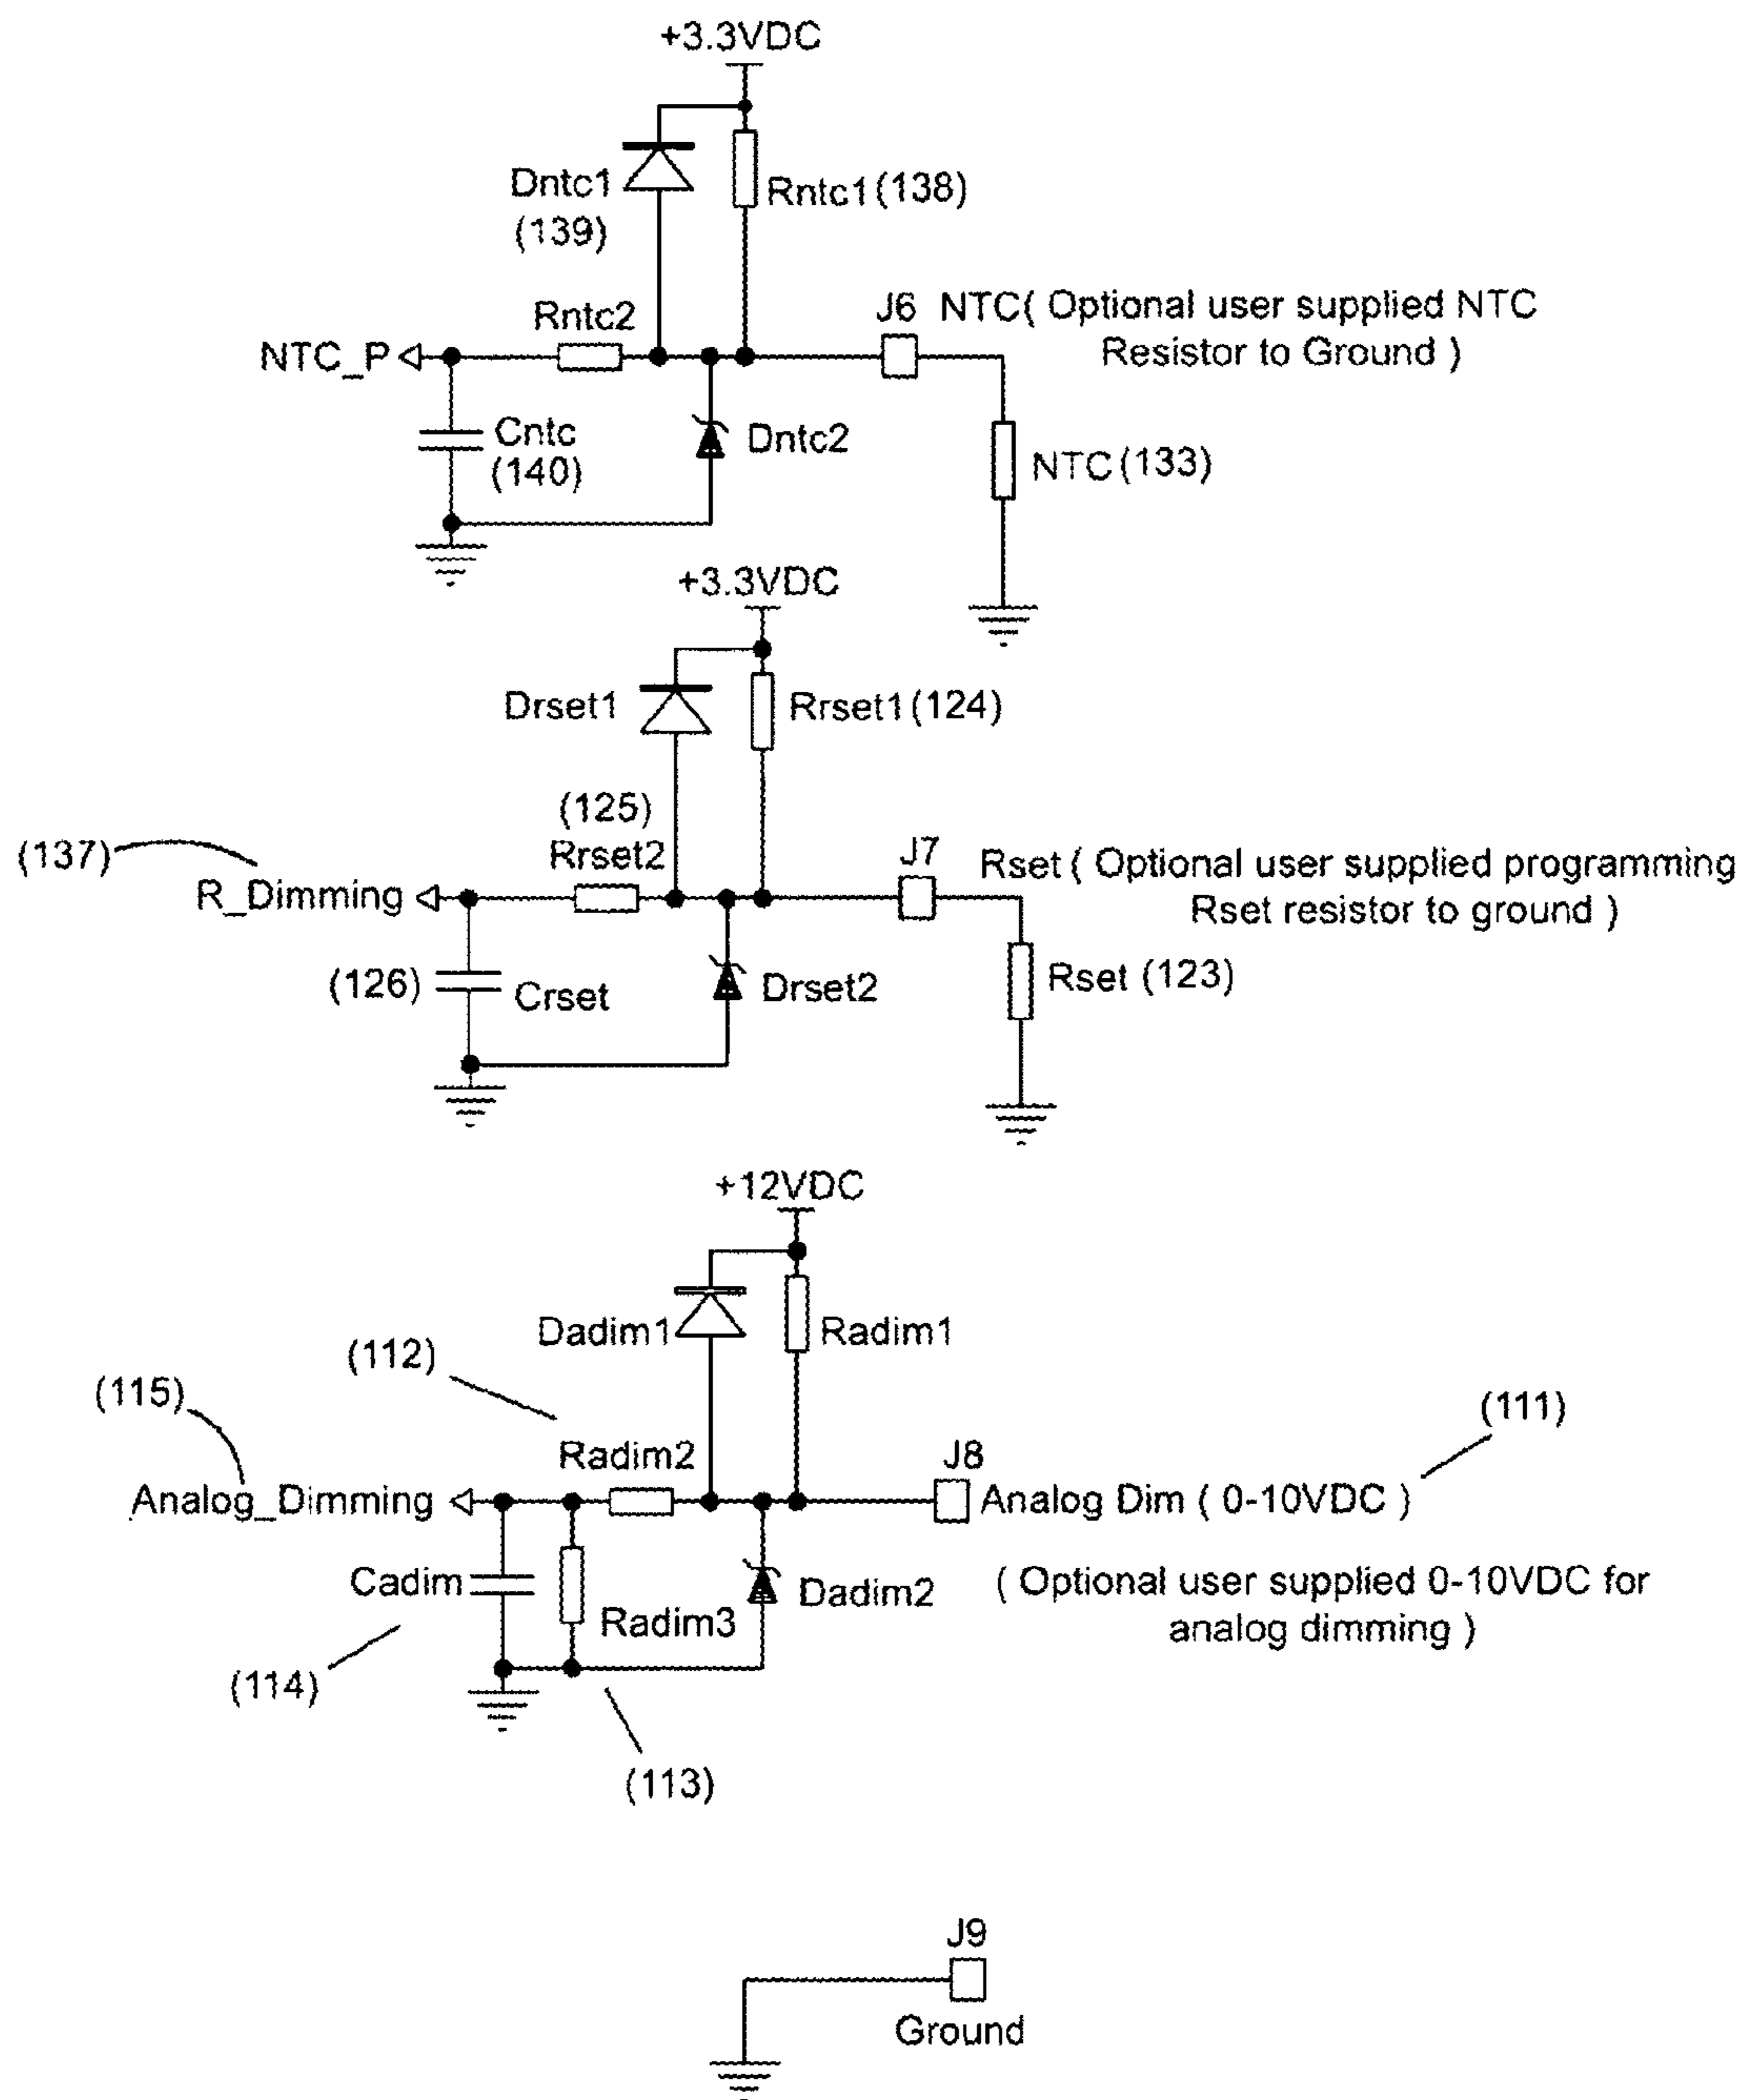 +3.3VDC
Dntc1
(139)
Rntc1 (138)
Rntc2
J6 NTC( Optional user supplied NTC
Resistor to Ground )
NTC_P
Cntc
(140)
Dntc2
NTC (133)
+3.3VDC
Drset1
Rrset1 (124)
(125)
Rrset2
(137)
R_Dimming
J7
Rset ( Optional user supplied programming
Rset resistor to ground )
(126)
Crset
Drset2
Rset (123)
+12VDC
Dadim1
Radim1
(112)
(115)
(111)
Radim2
J8
Analog_Dimming
Analog Dim ( 0-10VDC )
Cadim
Radim3
Dadim2
( Optional user supplied 0-10VDC for
analog dimming )
(114)
(113)
J9
Ground